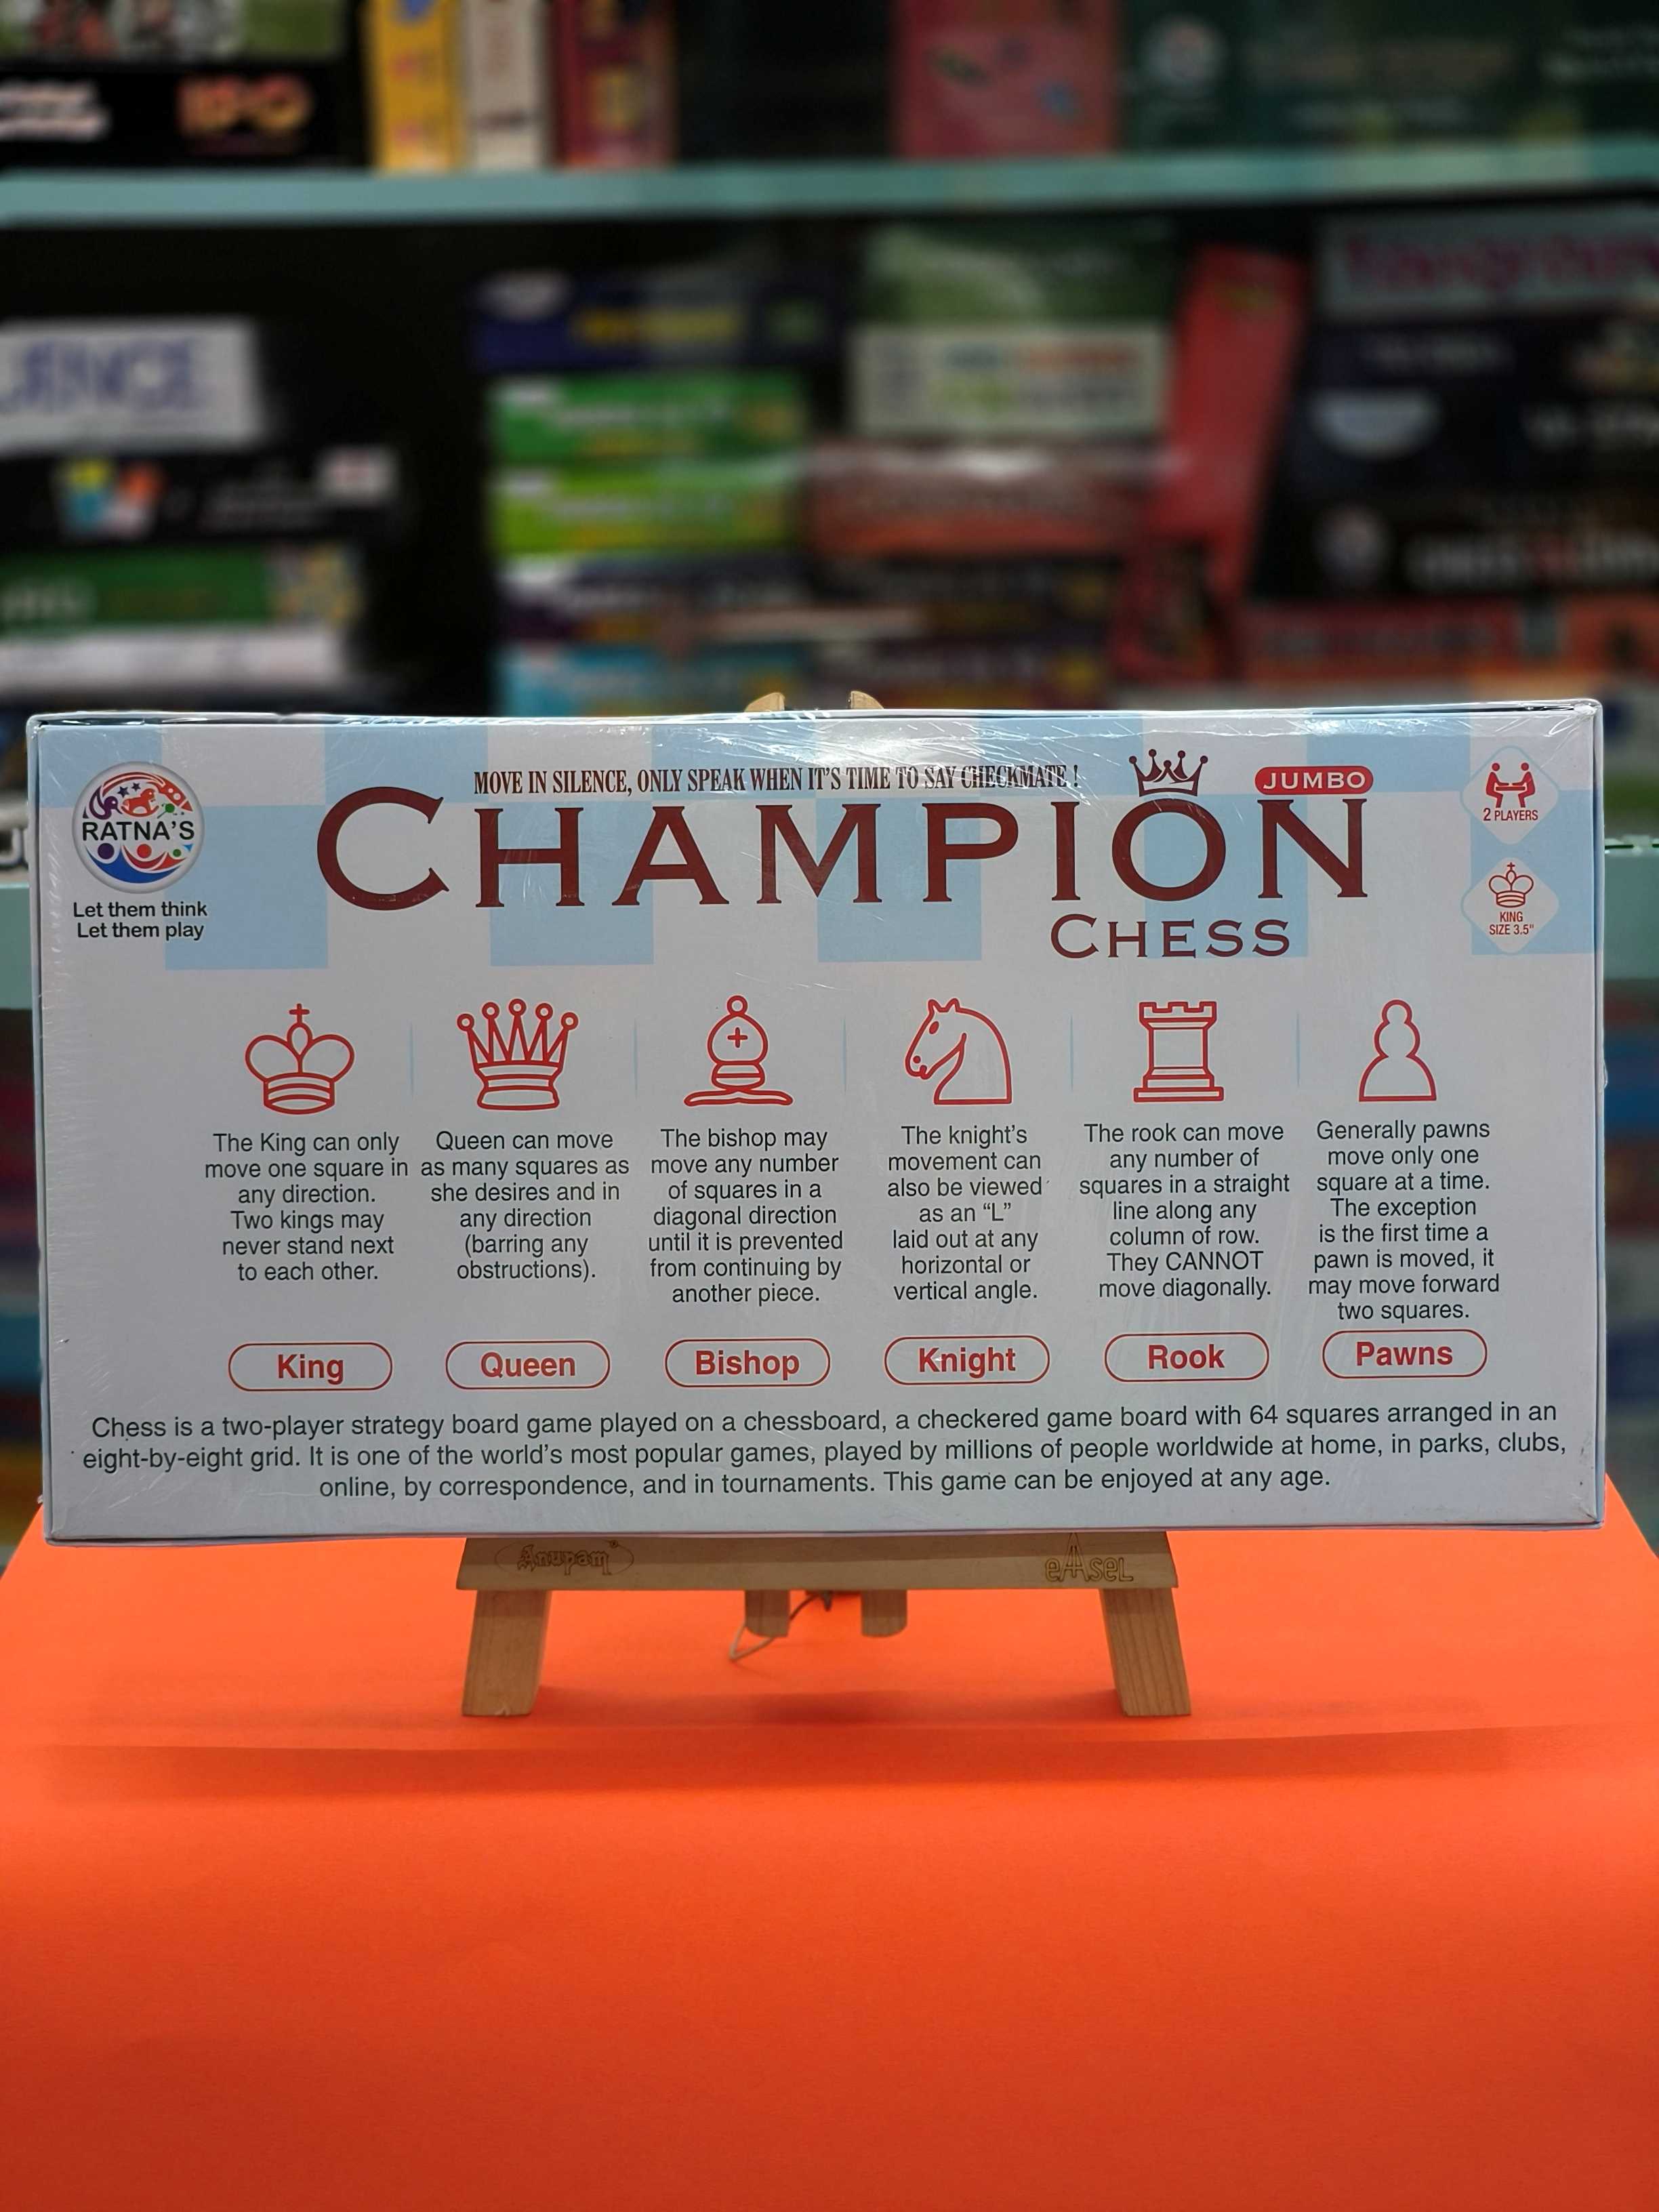 MOVE IN SILENCE, ONLY SPEAK WHEN IT'S TIME TO SAY CHECKMATE !
JUMBO
CHAMPION
CHESS
RATNA'S
Let them think
Let them play
2 PLAYERS
KING
SIZE 3.5"
The King can only
move one square in
any direction.
Two kings may
never stand next
to each other.
King
Queen can move
as many squares as
she desires and in
any direction
(barring any
obstructions).
Queen
The bishop may
move any number
of squares in a
diagonal direction
until it is prevented
from continuing by
another piece.
Bishop
The knight's
movement can
also be viewed
as an “L”
laid out at any
horizontal or
vertical angle.
Knight
The rook can move
any number of
squares in a straight
line along any
column of row.
They CANNOT
move diagonally.
Rook
Generally pawns
move only one
square at a time.
The exception
is the first time a
pawn is moved, it
may move forward
two squares.
Pawns
Chess is a two-player strategy board game played on a chessboard, a checkered game board with 64 squares arranged in an
eight-by-eight grid. It is one of the world's most popular games, played by millions of people worldwide at home, in parks, clubs,
online, by correspondence, and in tournaments. This game can be enjoyed at any age.
Anupam®
eAseL